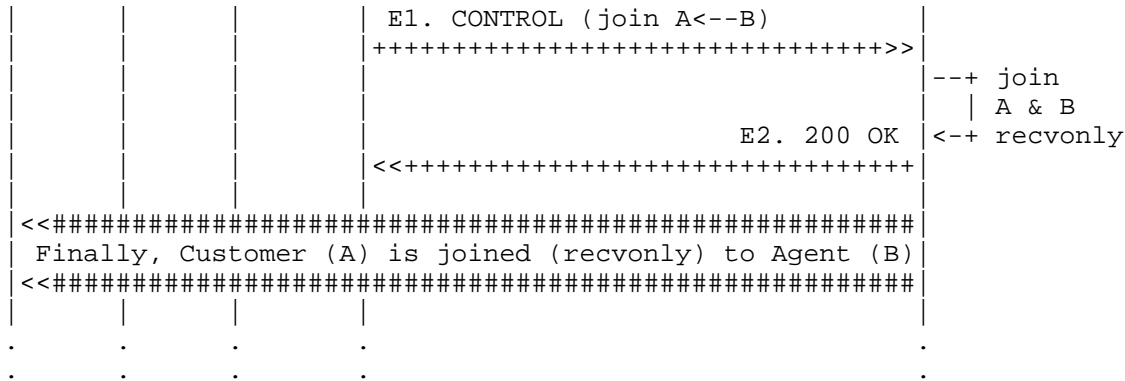 |      |      |       | E1. CONTROL (join A<--B)         |
|      |      |       |++++++++++++++++++++++++++++++++>>|
|      |      |       |                                  |--+ join
|      |      |       |                                  |  | A & B
|      |      |       |                       E2. 200 OK |<-+ recvonly
|      |      |       |<<++++++++++++++++++++++++++++++++|
|      |      |       |                                  |
|<<######################################################|
| Finally, Customer (A) is joined (recvonly) to Agent (B)|
|<<######################################################|
|      |      |       |                                  |
.      .      .       .                                  .
.      .      .       .                                  .